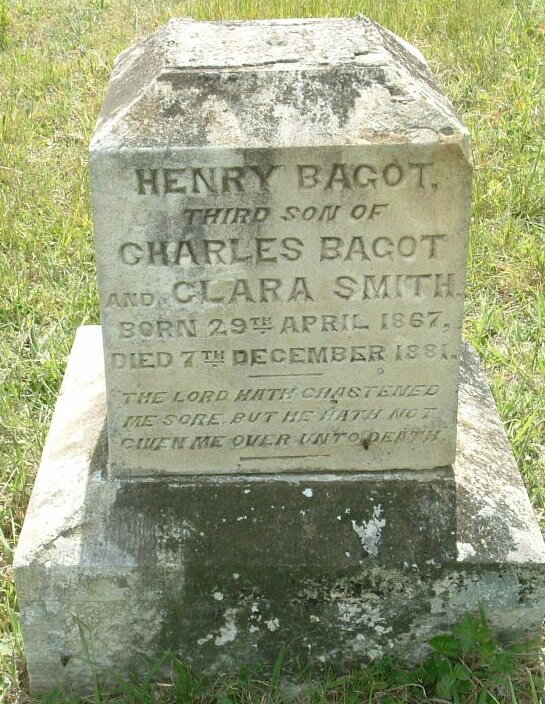 HENRY BAGOT,
THIRD SON OF
CHARLES BAGOT
AND CLARA SMITH.
BORN 29TH APRIL 1867,
DIED 7TH DECEMBER 1881.
THE LORD HATH CHASTENED
ME SORE, BUT HE HATH NOT
GIVEN ME OVER UNTO DEATH